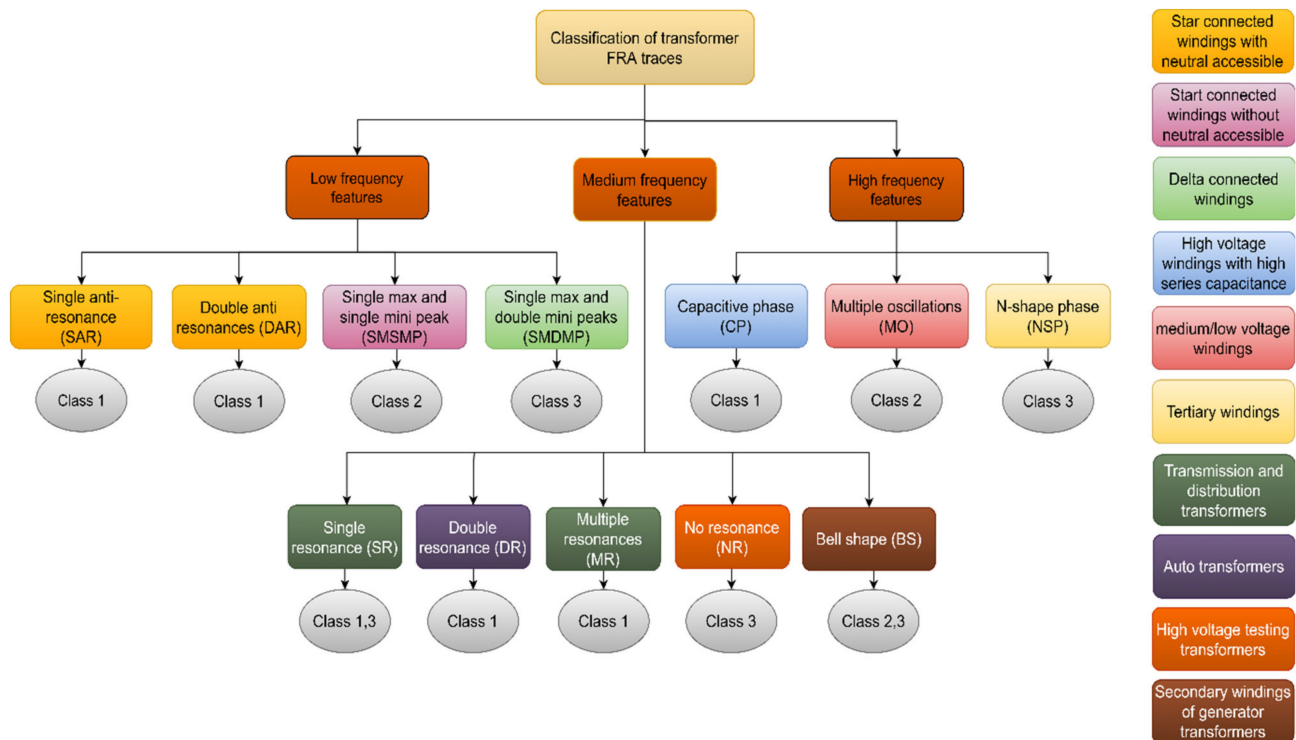 Classification of transformer
FRA traces
Low frequency
features
Medium frequency
features
High frequency
features
Single anti-
resonance
(SAR)
Double anti
resonances (DAR)
Single max and
single mini peak
(SMSMP)
Single max and
double mini peaks
(SMDMP)
Capacitive phase
(CP)
Multiple oscillations
(MO)
N-shape phase
(NSP)
Class 1
Class 1
Class 2
Class 3
Class 1
Class 2
Class 3
Single
resonance (SR)
Double
resonance (DR)
Multiple
resonances
(MR)
No resonance
(NR)
Bell shape (BS)
Class 1,3
Class 1
Class 1
Class 3
Class 2,3
Star connected
windings with
neutral accessible
Start connected
windings without
neutral accessible
Delta connected
windings
High voltage
windings with high
series capacitance
medium/low voltage
windings
Tertiary windings
Transmission and
distribution
transformers
Auto transformers
High voltage testing
transformers
Secondary windings
of generator
transformers